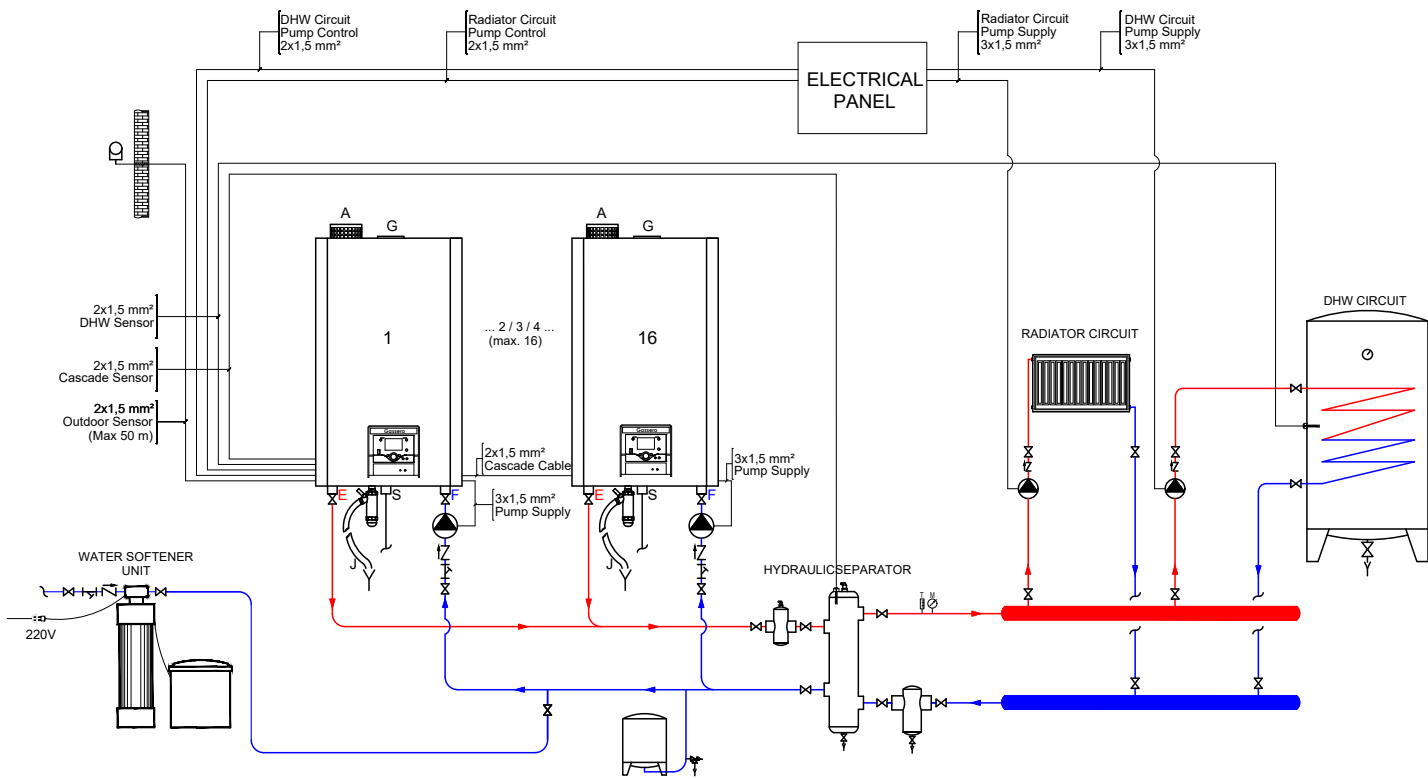 DHW Circuit
Pump Control
2x1,5 mm²
Radiator Circuit
Pump Control
2x1,5 mm²
Radiator Circuit
Pump Supply
3x1,5 mm²
DHW Circuit
Pump Supply
3x1,5 mm²
ELECTRICAL
PANEL
A
G
A
G
2x1,5 mm²
DHW Sensor
2x1,5 mm²
Cascade Sensor
2x1,5 mm²
Outdoor Sensor
(Max 50 m)
1
... 2 / 3 / 4 ...
(max. 16)
16
DHW CIRCUIT
RADIATOR CIRCUIT
Gassero
Gassero
2x1,5 mm²
Cascade Cable
3x1,5 mm²
Pump Supply
E
S
F
E
S
F
3x1,5 mm²
Pump Supply
J
J
WATER SOFTENER
UNIT
HYDRAULICSEPARATOR
T
M
220V